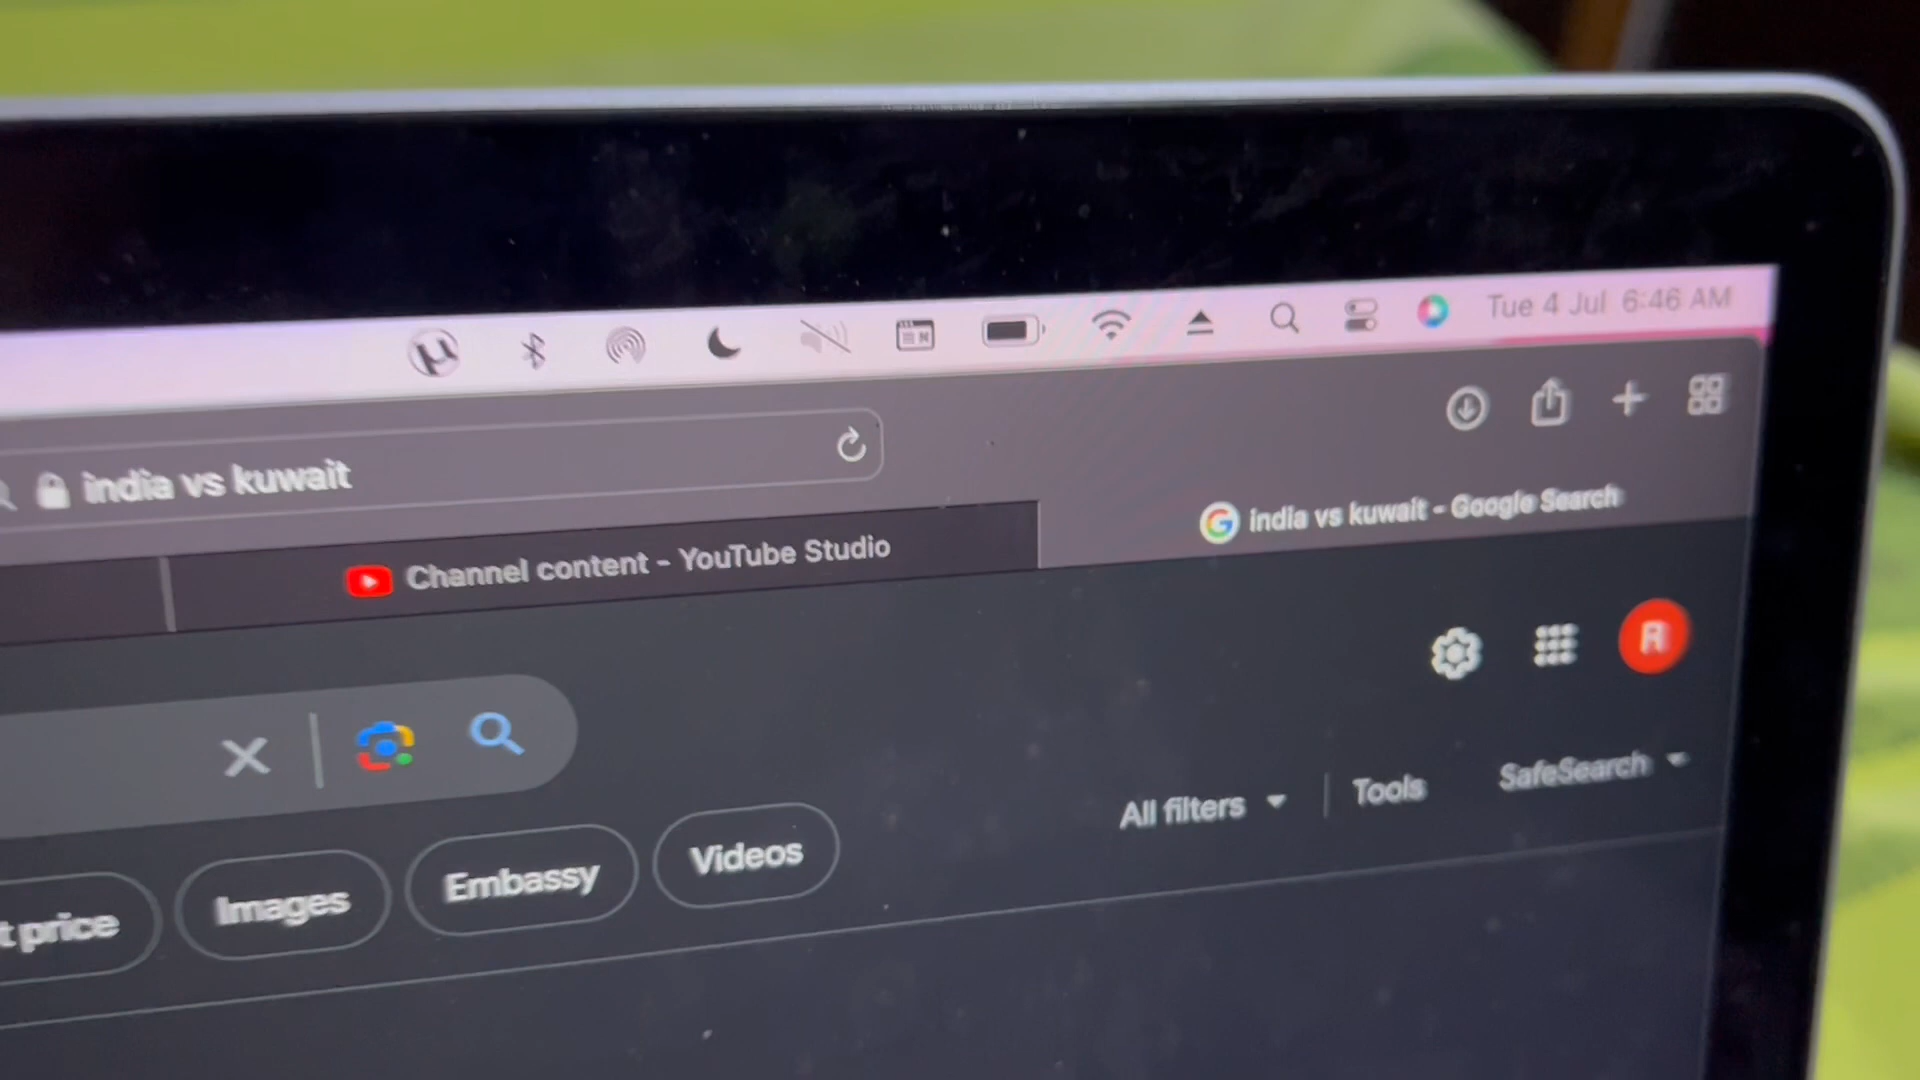 Tue 4 Jul 6:46 AM
india vs kuwait
Channel content - YouTube Studio
india vs kuwait - Google Search
R
All filters
Tools
SafeSearch
t price
Images
Embassy
Videos